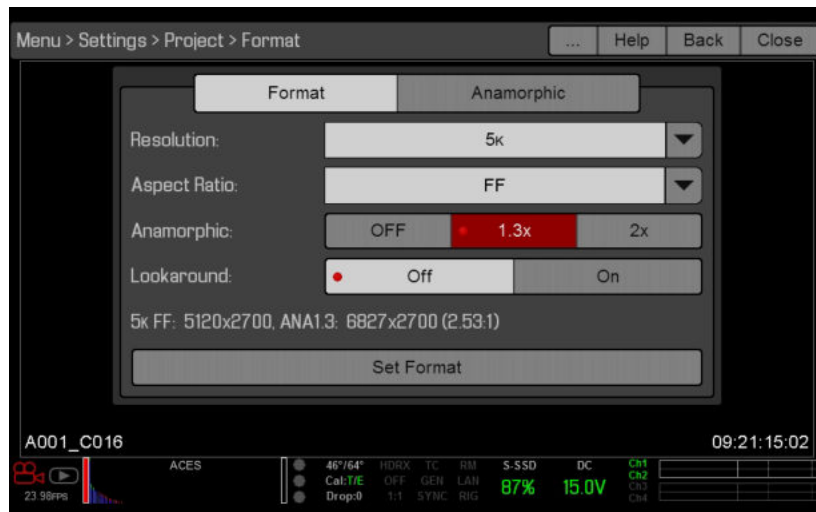 Menu > Settings > Project > Format ... Help Back Close
Format Anamorphic
Resolution: 5K
Aspect Ratio: FF
Anamorphic: OFF 1.3x 2x
Lookaround: Off On
5K FF: 5120x2700, ANA1.3: 6827x2700 (2.53:1)
Set Format
A001_C016 09:21:15:02
ACES 46°/64° HDRX TC RM S-SSD DC Ch1
Cal:T/E OFF GEN LAN 87% 15.0V Ch2
23.98FPS Drop:0 1:1 SYNC RIG Ch3
Ch4